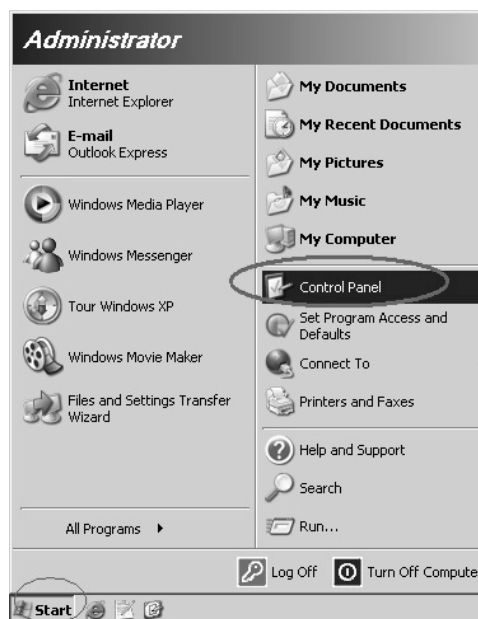 Administrator
Internet
Internet Explorer
E-mail
Outlook Express
Windows Media Player
Windows Messenger
Tour Windows XP
Windows Movie Maker
Files and Settings Transfer
Wizard
All Programs
My Documents
My Recent Documents
My Pictures
My Music
My Computer
Control Panel
Set Program Access and
Defaults
Connect To
Printers and Faxes
Help and Support
Search
Run...
Log Off
Turn Off Compute
Start